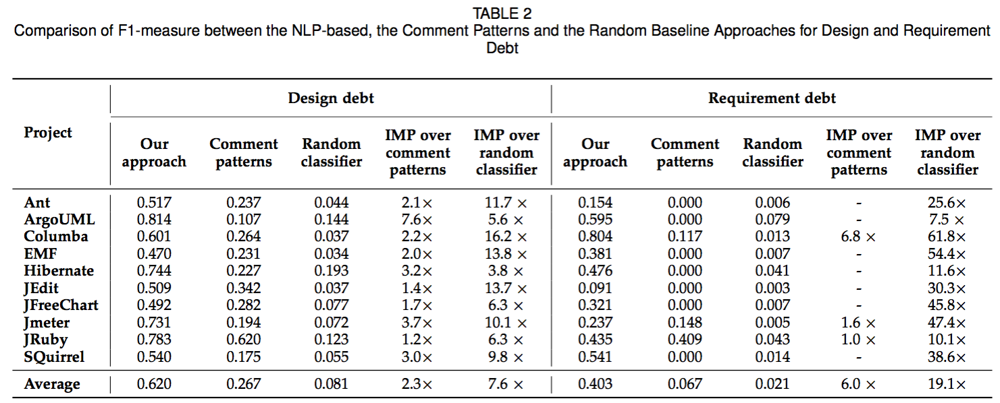 TABLE 2
Comparison of F1-measure between the NLP-based, the Comment Patterns and the Random Baseline Approaches for Design and Requirement
Debt
Project Design debt Requirement debt
Our approach Comment patterns Random classifier IMP over comment patterns IMP over random classifier Our approach Comment patterns Random classifier IMP over comment patterns IMP over random classifier
Ant 0.517 0.237 0.044 2.1× 11.7 × 0.154 0.000 0.006 - 25.6×
ArgoUML 0.814 0.107 0.144 7.6× 5.6 × 0.595 0.000 0.079 - 7.5 ×
Columba 0.601 0.264 0.037 2.2× 16.2 × 0.804 0.117 0.013 6.8 × 61.8×
EMF 0.470 0.231 0.034 2.0× 13.8 × 0.381 0.000 0.007 - 54.4×
Hibernate 0.744 0.227 0.193 3.2× 3.8 × 0.476 0.000 0.041 - 11.6×
JEdit 0.509 0.342 0.037 1.4× 13.7 × 0.091 0.000 0.003 - 30.3×
JFreeChart 0.492 0.282 0.077 1.7× 6.3 × 0.321 0.000 0.007 - 45.8×
Jmeter 0.731 0.194 0.072 3.7× 10.1 × 0.237 0.148 0.005 1.6 × 47.4×
JRuby 0.783 0.620 0.123 1.2× 6.3 × 0.435 0.409 0.043 1.0 × 10.1×
SQuirrel 0.540 0.175 0.055 3.0× 9.8 × 0.541 0.000 0.014 - 38.6×
Average 0.620 0.267 0.081 2.3× 7.6 × 0.403 0.067 0.021 6.0 × 19.1×